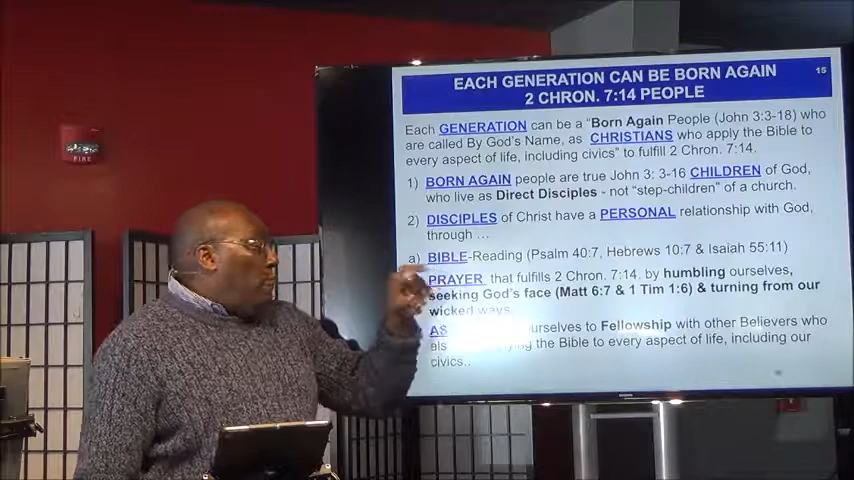 EACH GENERATION CAN BE BORN AGAIN
2 CHRON. 7:14 PEOPLE
15
Each GENERATION can be a "Born Again People (John 3:3-18) who
are called By God's Name, as CHRISTIANS who apply the Bible to
every aspect of life, including civics" to fulfill 2 Chron. 7:14.
1) BORN AGAIN people are true John 3: 3-16 CHILDREN of God,
who live as Direct Disciples - not "step-children" of a church.
2) DISCIPLES of Christ have a PERSONAL relationship with God,
through ...
a) BIBLE-Reading (Psalm 40:7, Hebrews 10:7 & Isaiah 55:11)
PRAYER that fulfills 2 Chron. 7:14. by humbling ourselves,
seeking God's face (Matt 6:7 & 1 Tim 1:6) & turning from our
wicked ways.
AS ourselves to Fellowship with other Believers who
the Bible to every aspect of life, including our
civics..
FIRE